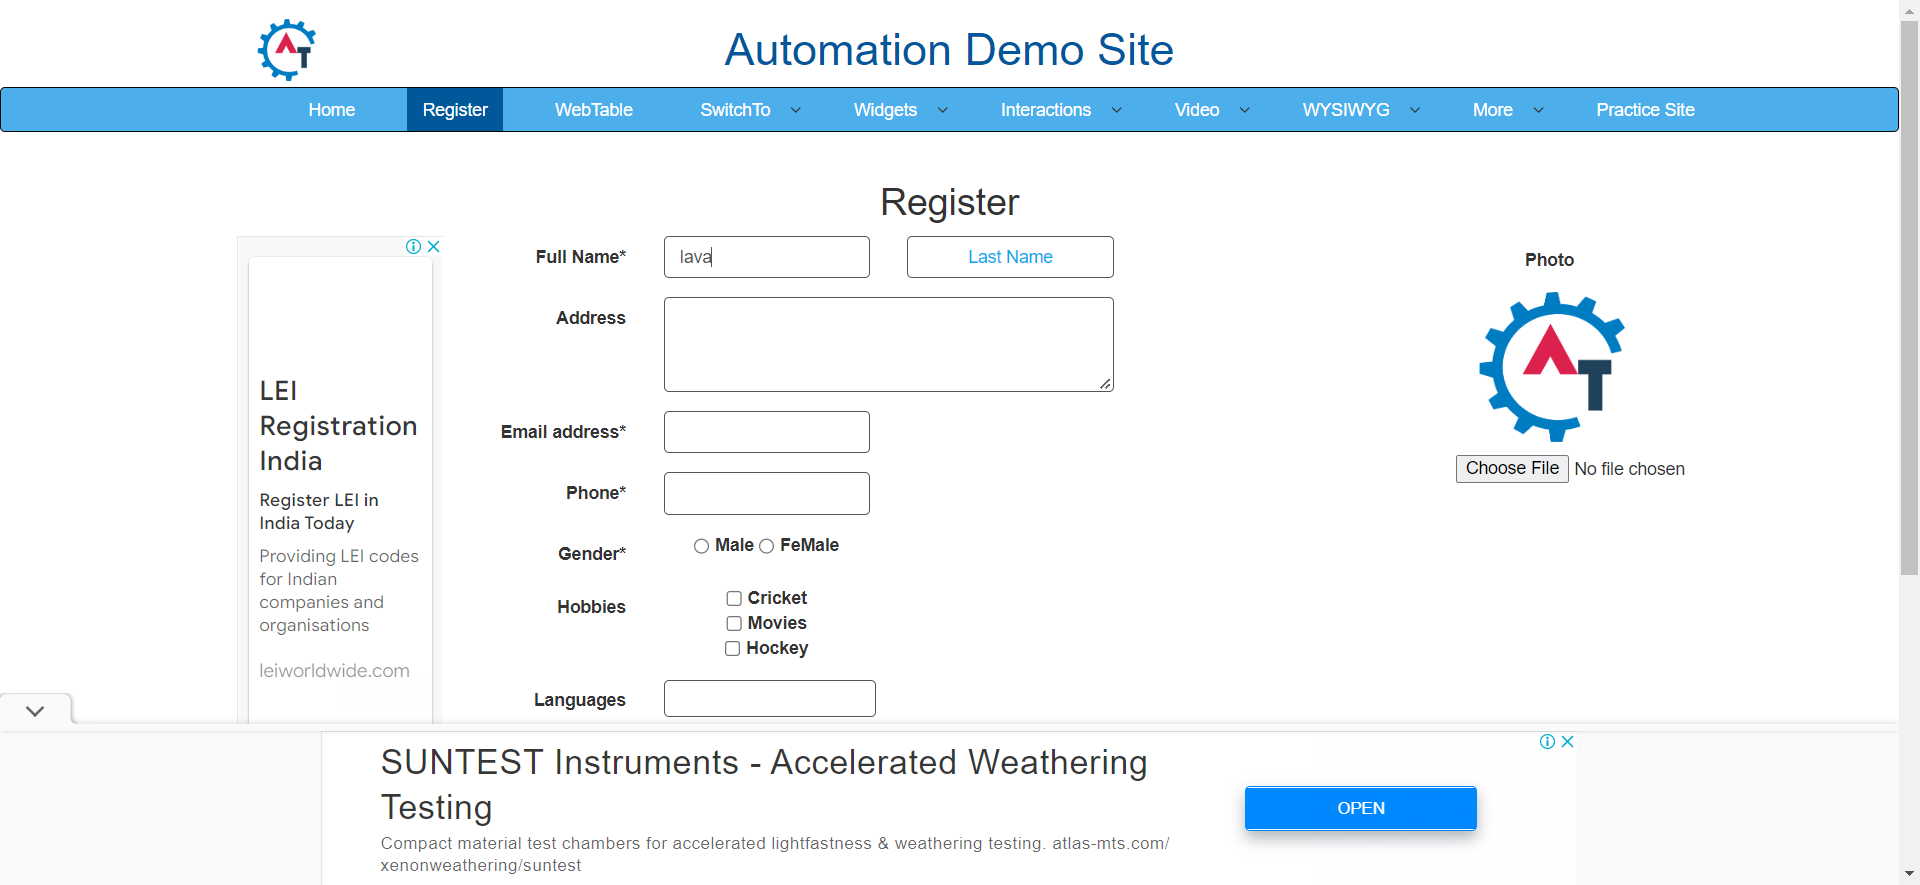 AT
Automation Demo Site
Home Register WebTable SwitchTo Widgets Interactions Video WYSIWYG More Practice Site
Register
Full Name* lava Last Name
Address
Email address*
Phone*
Gender* Male FeMale
Hobbies
Cricket
Movies
Hockey
Languages
Photo
AT
Choose File No file chosen
LEI
Registration
India
Register LEI in
India Today
Providing LEI codes
for Indian
companies and
organisations
leiworldwide.com
SUNTEST Instruments - Accelerated Weathering
Testing
Compact material test chambers for accelerated lightfastness & weathering testing. atlas-mts.com/
xenonweathering/suntest
OPEN